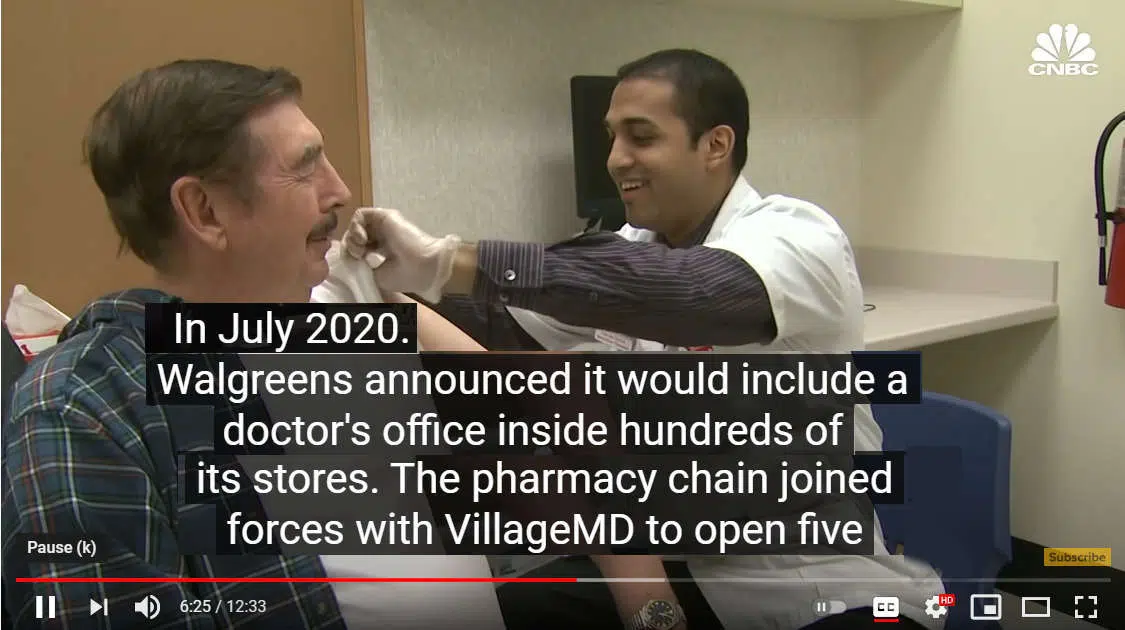 CNBC
In July 2020.
Walgreens announced it would include a
doctor's office inside hundreds of
its stores. The pharmacy chain joined
forces with VillageMD to open five
Pause (k)
Subscribe
6:25 / 12:33
CC
HD